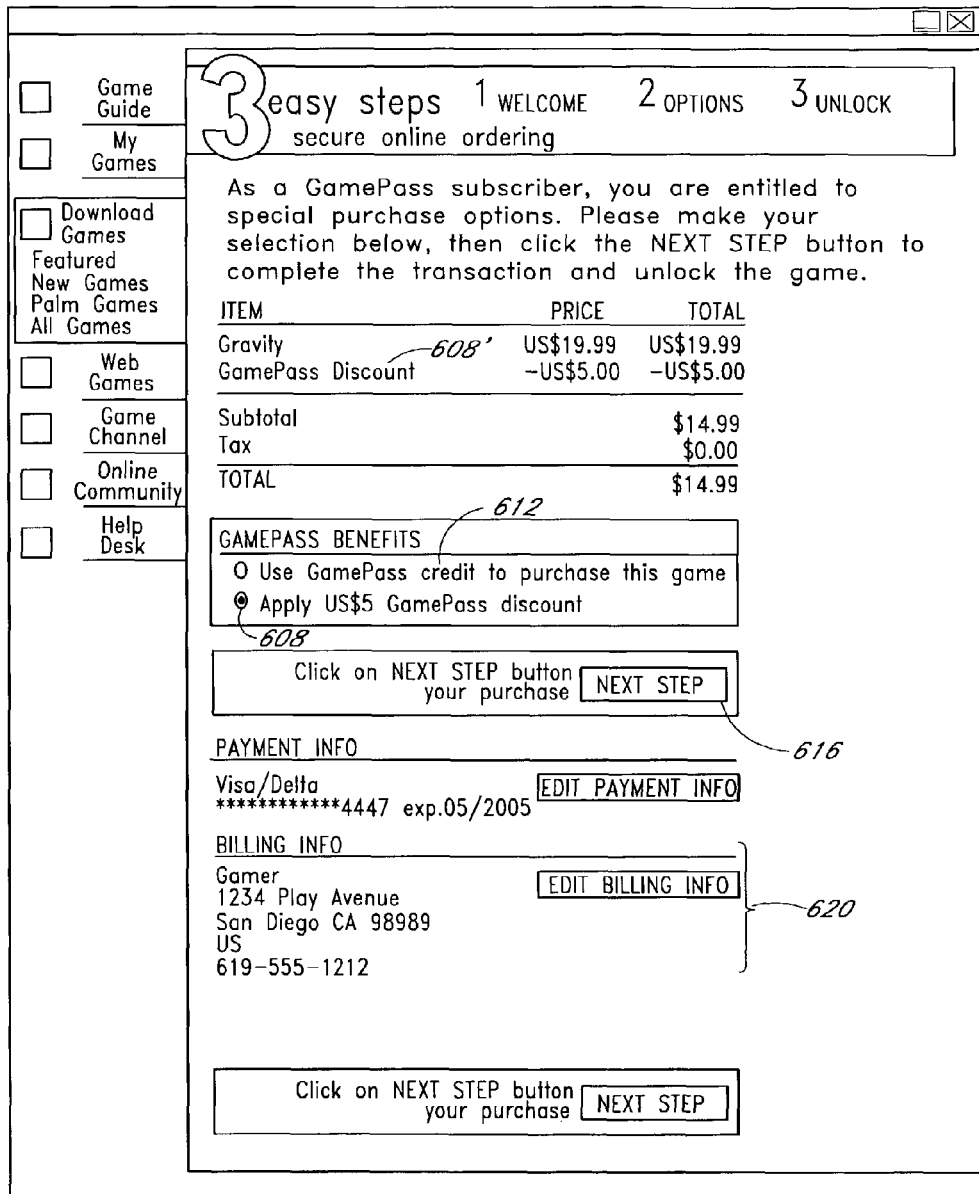 Game
Guide
My
Games
Download
Games
Featured
New Games
Palm Games
All Games
Web
Games
Game
Channel
Online
Community
Help
Desk
3 easy steps 1 WELCOME 2 OPTIONS 3 UNLOCK
secure online ordering
As a GamePass subscriber, you are entitled to
special purchase options. Please make your
selection below, then click the NEXT STEP button to
complete the transaction and unlock the game.
ITEM PRICE TOTAL
Gravity 608' US$19.99 US$19.99
GamePass Discount -US$5.00 -US$5.00
Subtotal $14.99
Tax $0.00
TOTAL $14.99
612
GAMEPASS BENEFITS
Use GamePass credit to purchase this game
Apply US$5 GamePass discount
608
Click on NEXT STEP button
your purchase NEXT STEP
616
PAYMENT INFO
Visa/Delta EDIT PAYMENT INFO
************4447 exp.05/2005
BILLING INFO
Gamer EDIT BILLING INFO
1234 Play Avenue
620
San Diego CA 98989
US
619-555-1212
Click on NEXT STEP button
your purchase NEXT STEP